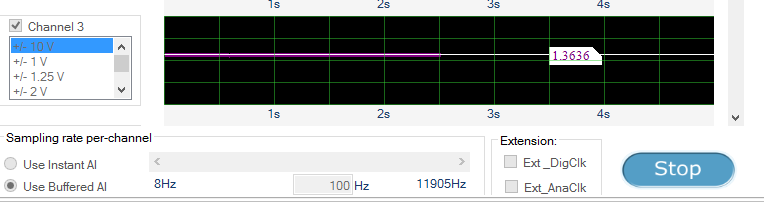 1s 2s 3s 4s
Channel 3
+/- 10 V
+/- 1 V
+/- 1.25 V
+/- 2 V
1.3636
1s 2s 3s 4s
Sampling rate per-channel
Extension:
Use Instant AI
Ext _DigClk
Stop
Use Buffered AI
8Hz 100 Hz 11905Hz
Ext_AnaClk